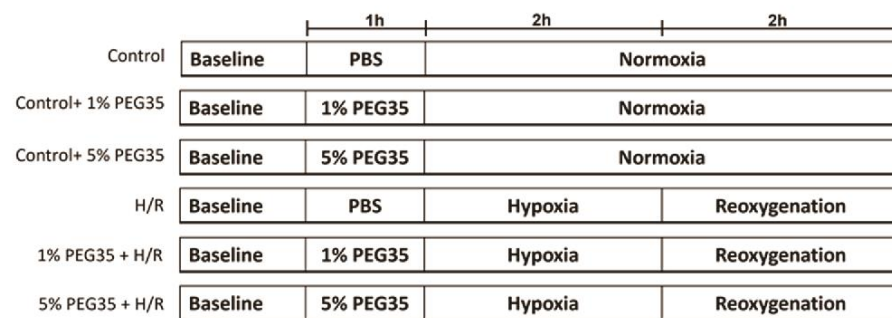 1h 2h 2h
Control Baseline PBS Normoxia
Control+ 1% PEG35 Baseline 1% PEG35 Normoxia
Control+ 5% PEG35 Baseline 5% PEG35 Normoxia
H/R Baseline PBS Hypoxia Reoxygenation
1% PEG35 + H/R Baseline 1% PEG35 Hypoxia Reoxygenation
5% PEG35 + H/R Baseline 5% PEG35 Hypoxia Reoxygenation